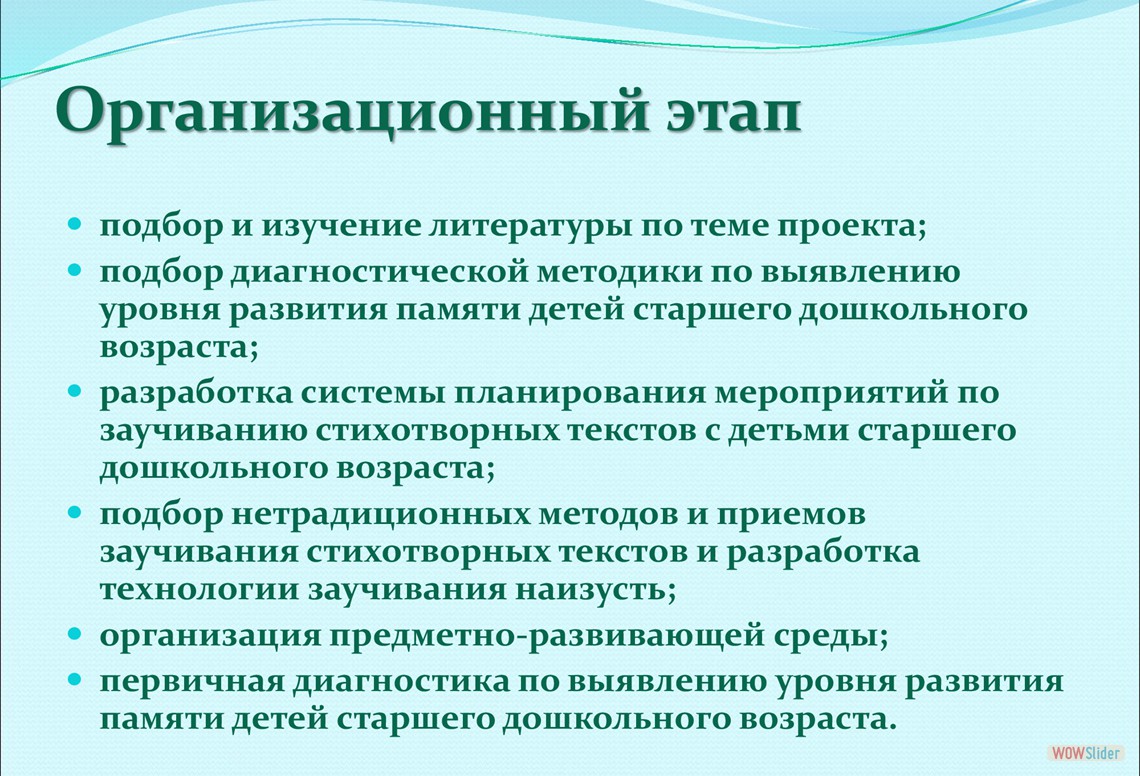 Организационный этап
• подбор и изучение литературы по теме проекта;
• подбор диагностической методики по выявлению
уровня развития памяти детей старшего дошкольного
возраста;
• разработка системы планирования мероприятий по
заучиванию стихотворных текстов с детьми старшего
дошкольного возраста;
• подбор нетрадиционных методов и приемов
заучивания стихотворных текстов и разработка
технологии заучивания наизусть;
• организация предметно-развивающей среды;
• первичная диагностика по выявлению уровня развития
памяти детей старшего дошкольного возраста.
WOWSlider